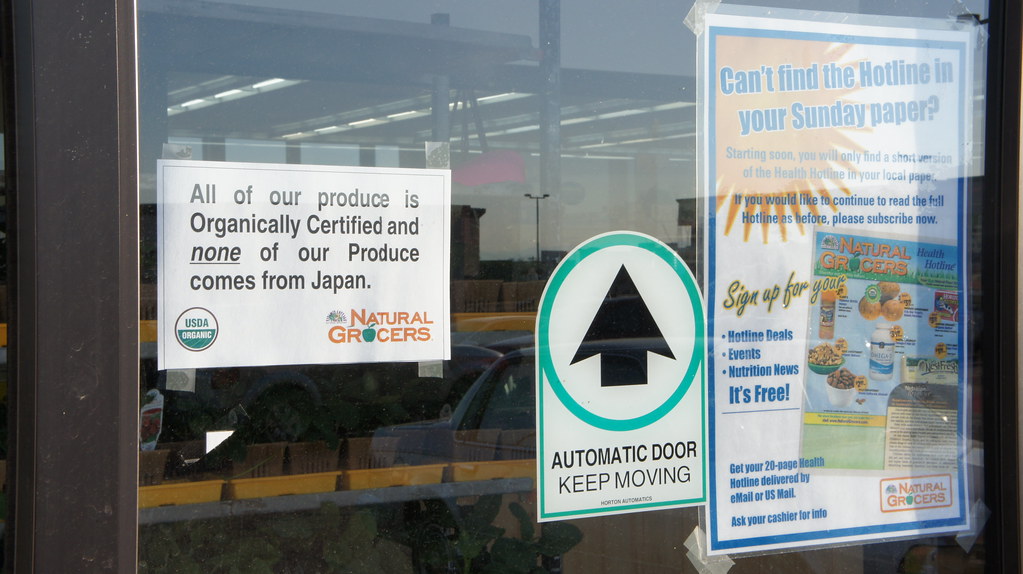 All of our produce is
Organically Certified and
none of our Produce
comes from Japan.
USDA
ORGANIC
NATURAL
GROCERS
AUTOMATIC DOOR
KEEP MOVING
HORTON AUTOMATICS
Can't find the Hotline in
your Sunday paper?
Starting soon, you will only find a short version
of the Health Hotline in your local paper.
If you would like to continue to read the full
Hotline as before, please subscribe now.
NATURAL
GROCERS
Health
Hotline
Sign up for your
• Hotline Deals
• Events
• Nutrition News
It's Free!
Get your 20-page Health
Hotline delivered by
eMail or US Mail.
Ask your cashier for info
NATURAL
GROCERS